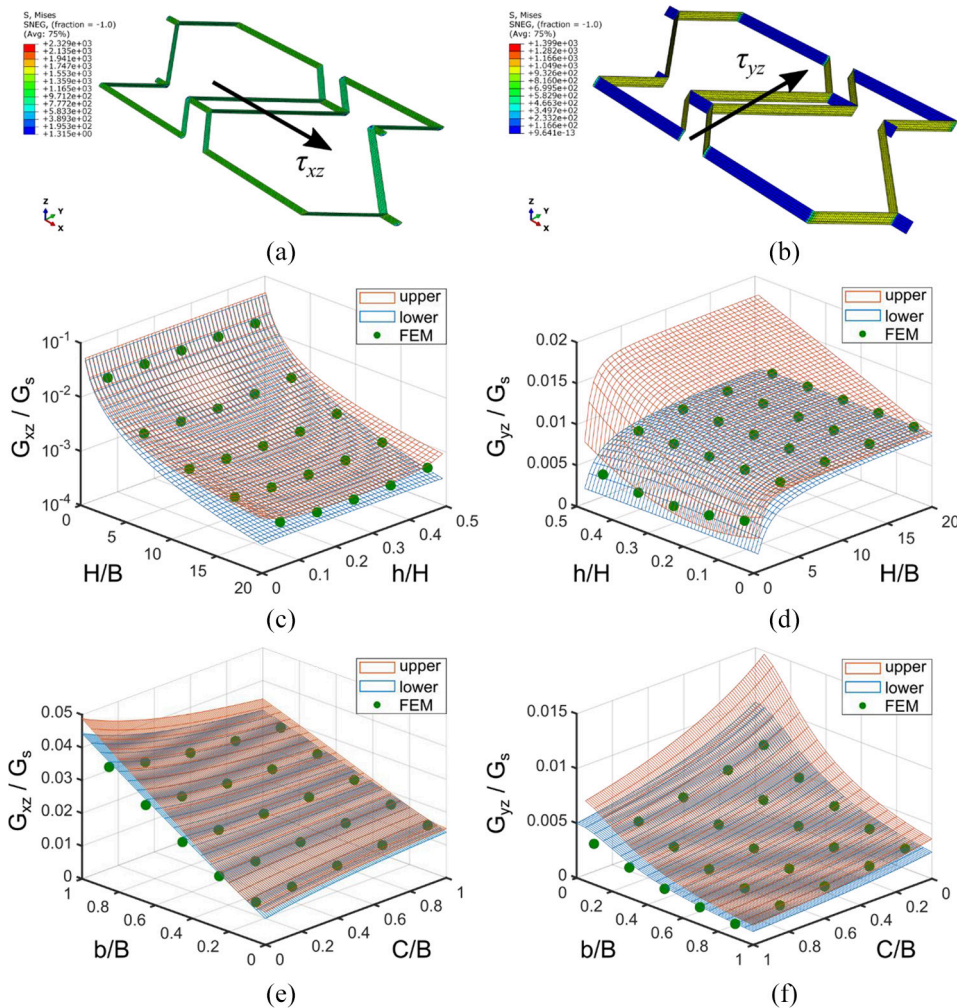 S, Mises
SNEG, (fraction = -1.0)
(Avg: 75%)
+2.329e+03
+2.135e+03
+1.941e+03
+1.747e+03
+1.553e+03
+1.359e+03
+1.165e+03
+9.712e+02
+7.772e+02
+5.833e+02
+3.893e+02
+1.953e+02
+1.315e+00
τxz
Z
Y
X
(a)
S, Mises
SNEG, (fraction = -1.0)
(Avg: 75%)
+1.399e+03
+1.282e+03
+1.166e+03
+1.049e+03
+9.326e+02
+8.160e+02
+6.995e+02
+5.829e+02
+4.663e+02
+3.497e+02
+2.332e+02
+1.166e+02
+9.641e-13
τyz
Z
Y
X
(b)
upper
lower
FEM
Gxz / Gs
10-1
10-2
10-3
10-4
0
5
10
15
20
H/B
0
0.1
0.2
0.3
0.4
0.5
h/H
(c)
upper
lower
FEM
Gyz / Gs
0.02
0.015
0.01
0.005
0
0.5
0.4
0.3
0.2
0.1
0
h/H
0
5
10
15
20
H/B
(d)
upper
lower
FEM
Gxz / Gs
0.05
0.04
0.03
0.02
0.01
0
1
0.8
0.6
0.4
0.2
0
b/B
0
0.2
0.4
0.6
0.8
1
C/B
(e)
upper
lower
FEM
Gyz / Gs
0.015
0.01
0.005
0
0
0.2
0.4
0.6
0.8
1
b/B
1
0.8
0.6
0.4
0.2
0
C/B
(f)